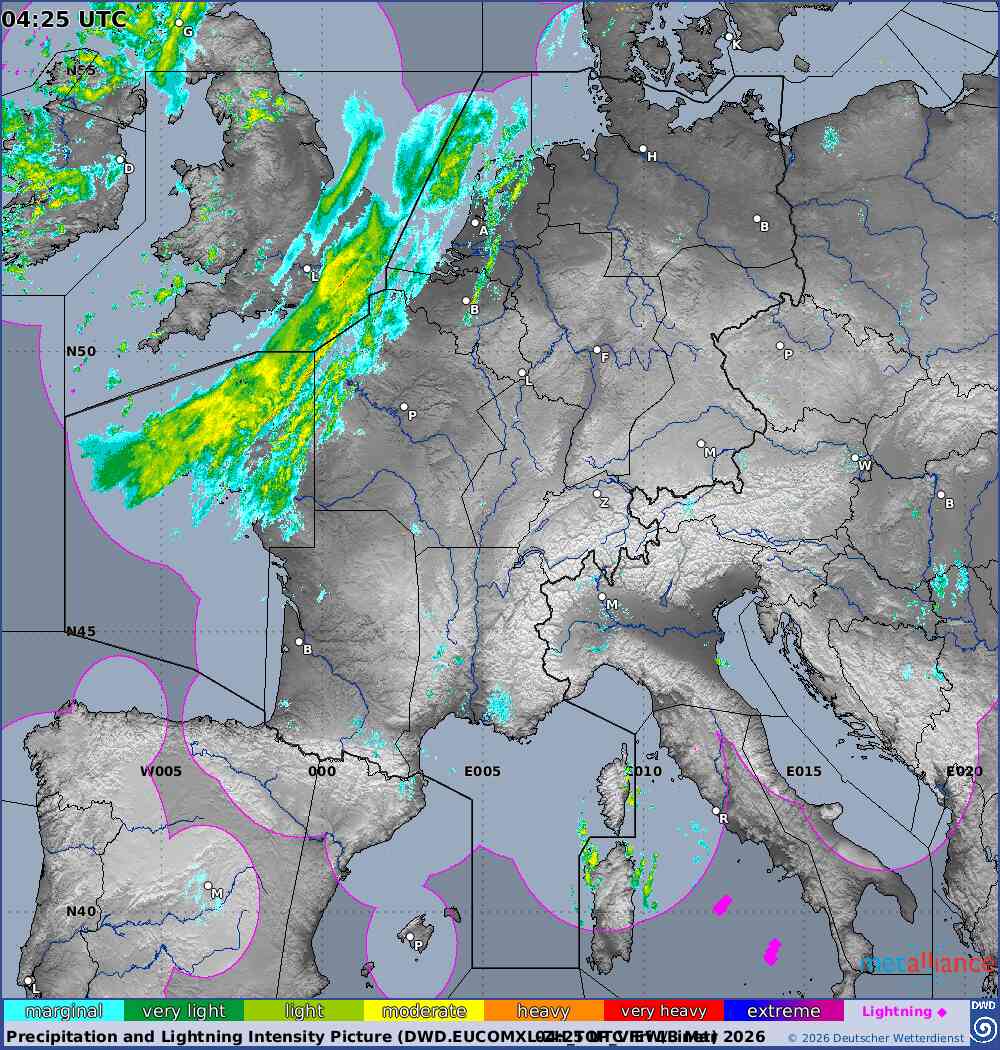 04:25 UTC
G
K
N55
D
H
A
B
L
B
N50
P
F
L
P
M
W
Z
B
M
N45
B
W005
000
E005
E010
E015
E020
R
M
N40
P
L
metalliance
marginal
very light
light
moderate
heavy
very heavy
extreme
Lightning
DWD
Precipitation and Lightning Intensity Picture
2026
© 2026 Deutscher Wetterdienst